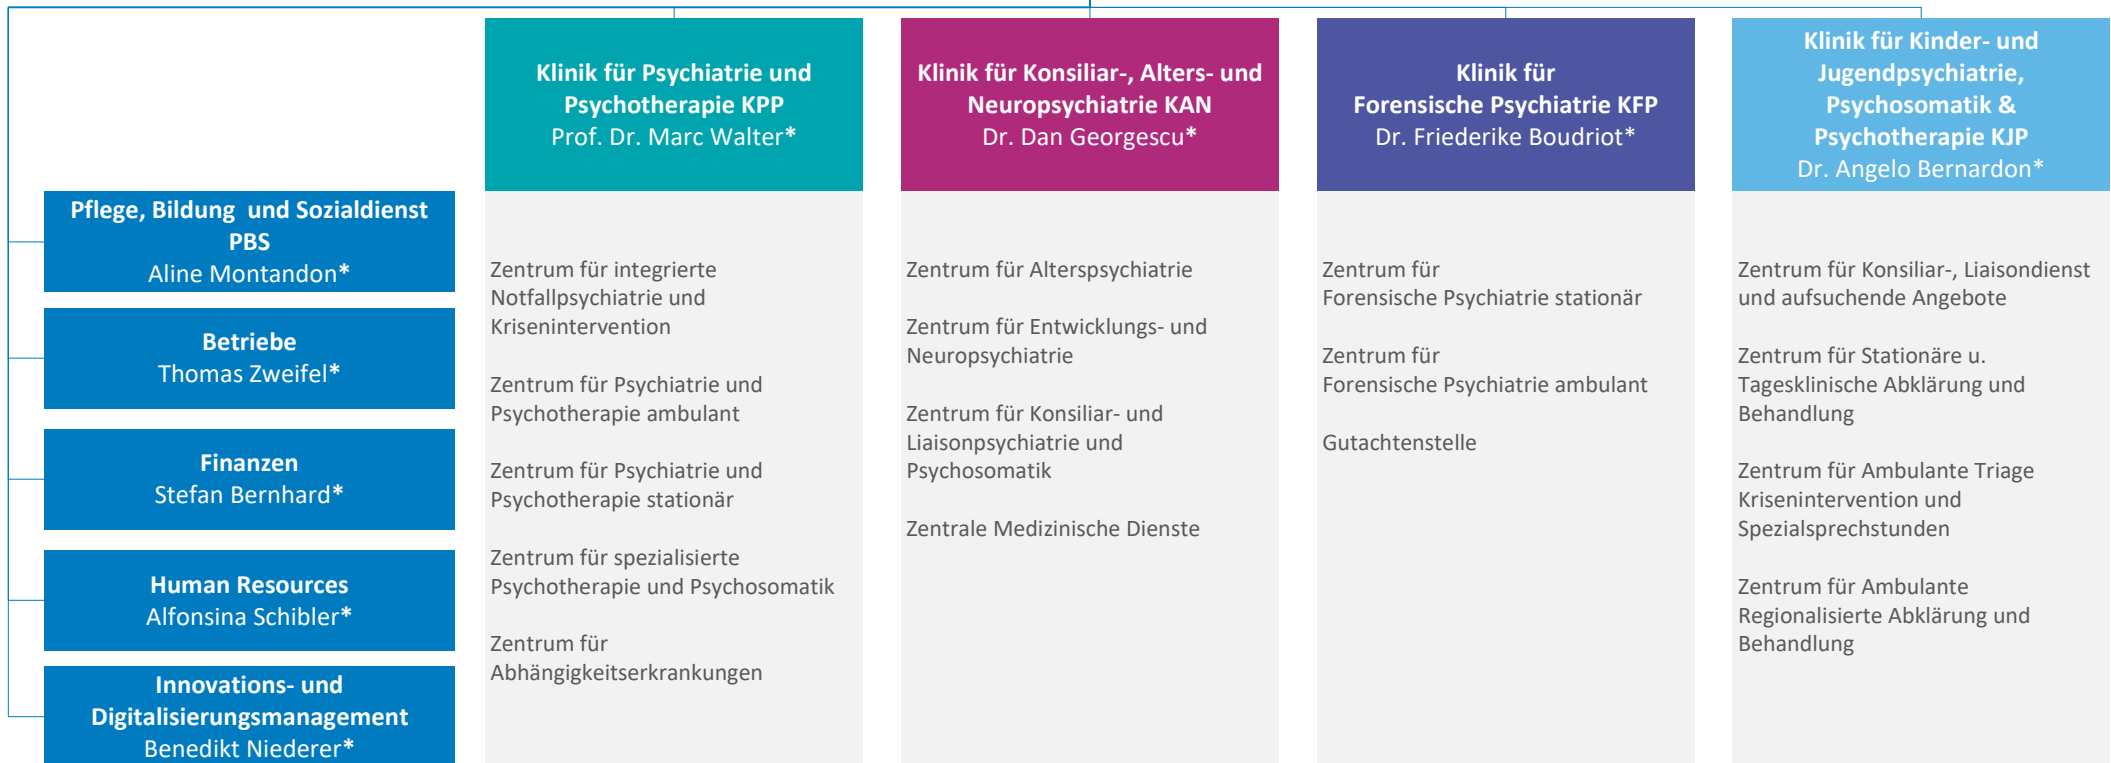 Klinik für Psychiatrie und
Psychotherapie KPP
Prof. Dr. Marc Walter*
Klinik für Konsiliar-, Alters- und
Neuropsychiatrie KAN
Dr. Dan Georgescu*
Klinik für
Forensische Psychiatrie KFP
Dr. Friederike Boudriot*
Klinik für Kinder- und
Jugendpsychiatrie,
Psychosomatik &
Psychotherapie KJP
Dr. Angelo Bernardon*
Pflege, Bildung und Sozialdienst
PBS
Aline Montandon*
Betriebe
Thomas Zweifel*
Finanzen
Stefan Bernhard*
Human Resources
Alfonsina Schibler*
Innovations- und
Digitalisierungsmanagement
Benedikt Niederer*
Zentrum für integrierte
Notfallpsychiatrie und
Krisenintervention
Zentrum für Psychiatrie und
Psychotherapie ambulant
Zentrum für Psychiatrie und
Psychotherapie stationär
Zentrum für spezialisierte
Psychotherapie und Psychosomatik
Zentrum für
Abhängigkeitserkrankungen
Zentrum für Alterspsychiatrie
Zentrum für Entwicklungs- und
Neuropsychiatrie
Zentrum für Konsiliar- und
Liaisonpsychiatrie und
Psychosomatik
Zentrale Medizinische Dienste
Zentrum für
Forensische Psychiatrie stationär
Zentrum für
Forensische Psychiatrie ambulant
Gutachtenstelle
Zentrum für Konsiliar-, Liaisondienst
und aufsuchende Angebote
Zentrum für Stationäre u.
Tagesklinische Abklärung und
Behandlung
Zentrum für Ambulante Triage
Krisenintervention und
Spezialsprechstunden
Zentrum für Ambulante
Regionalisierte Abklärung und
Behandlung